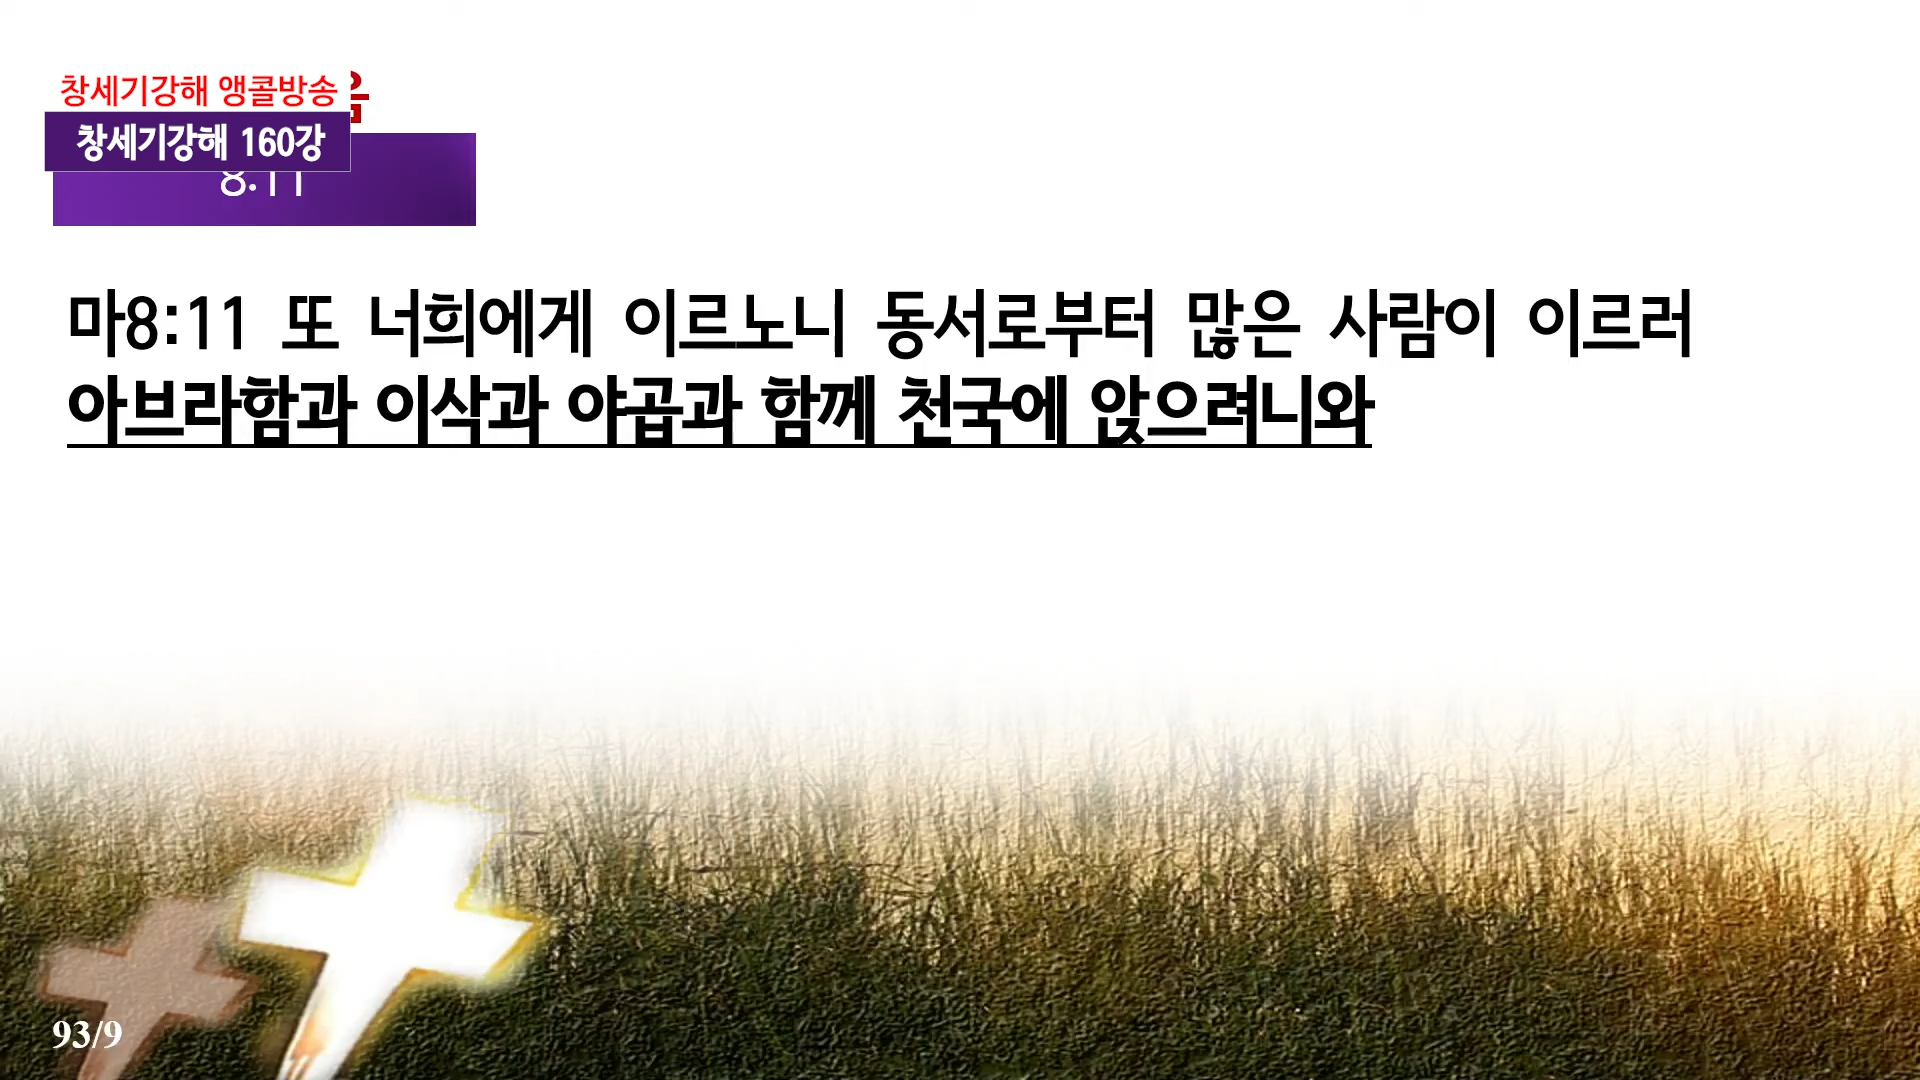 창세기강해 앵콜방송
창세기강해 160강
8:11
마8:11 또 너희에게 이르노니 동서로부터 많은 사람이 이르러
아브라함과 이삭과 야곱과 함께 천국에 앉으려니와
93/9